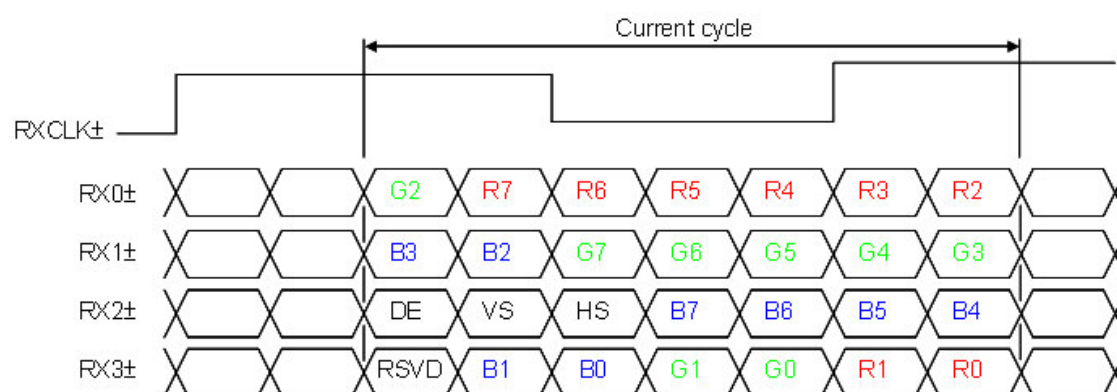 Current cycle
RXCLK±
RX0± G2 R7 R6 R5 R4 R3 R2
RX1± B3 B2 G7 G6 G5 G4 G3
RX2± DE VS HS B7 B6 B5 B4
RX3± RSVD B1 B0 G1 G0 R1 R0